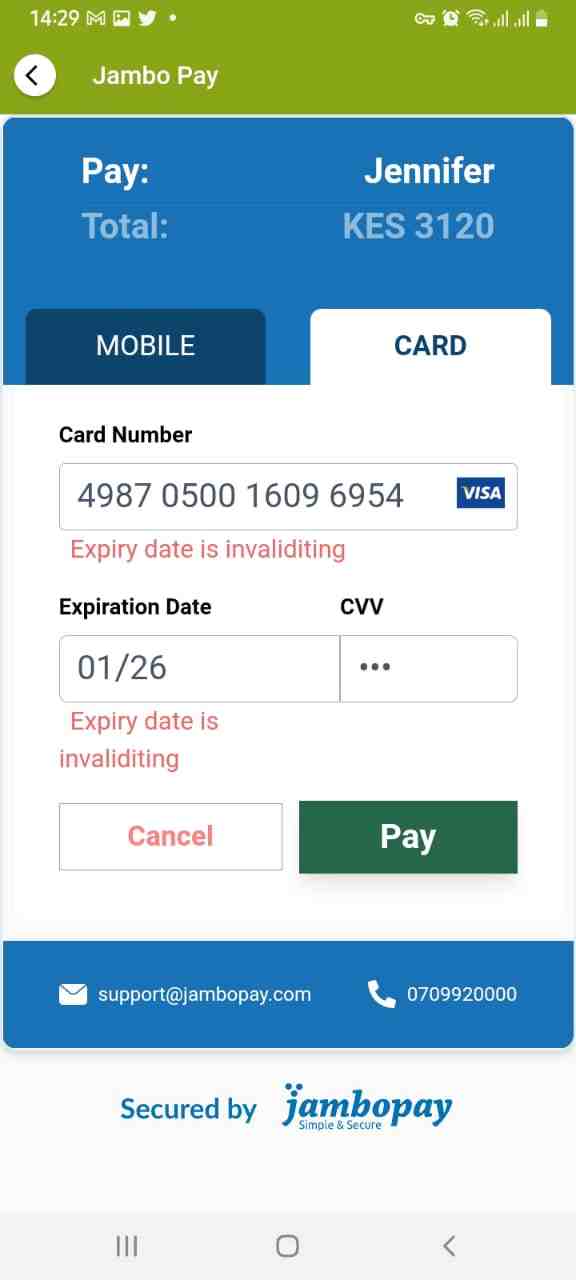 14:29
Jambo Pay
Pay: Jennifer
Total: KES 3120
MOBILE CARD
Card Number
4987 0500 1609 6954 VISA
Expiry date is invaliditing
Expiration Date CVV
01/26 •••
Expiry date is
invaliditing
Cancel Pay
support@jambopay.com 0709920000
Secured by jambopay
Simple & Secure